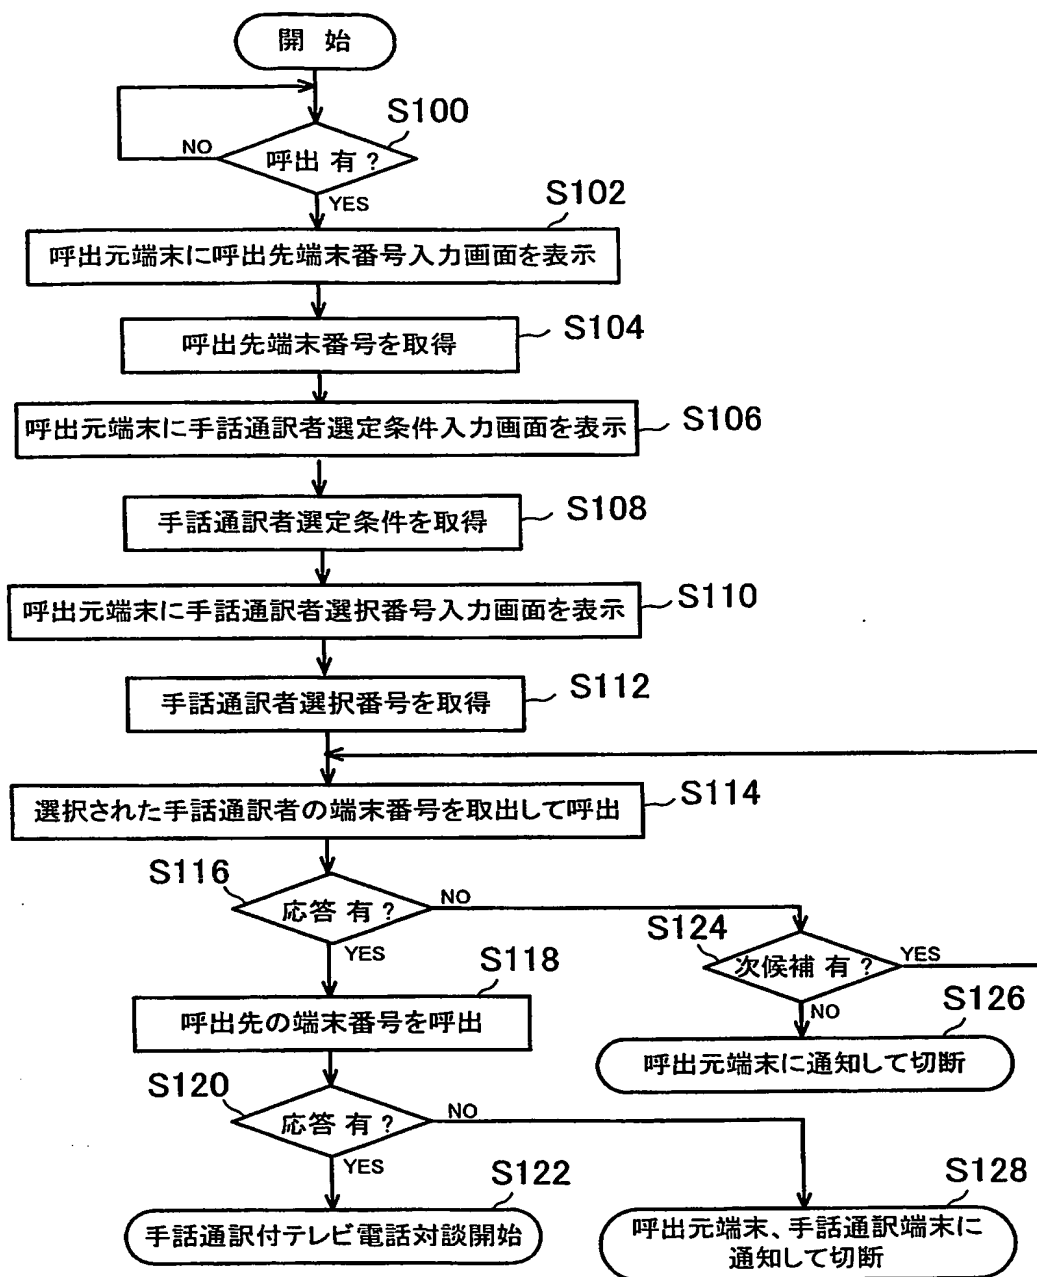 開 始
S100
NO
呼出 有 ?
YES
S102
呼出元端末に呼出先端末番号入力画面を表示
S104
呼出先端末番号を取得
S106
呼出元端末に手話通訳者選定条件入力画面を表示
S108
手話通訳者選定条件を取得
S110
呼出元端末に手話通訳者選択番号入力画面を表示
S112
手話通訳者選択番号を取得
S114
選択された手話通訳者の端末番号を取出して呼出
S116
応答 有 ?
NO
YES
S124
次候補 有 ?
YES
NO
S118
呼出先の端末番号を呼出
S126
呼出元端末に通知して切断
S120
応答 有 ?
NO
YES
S122
手話通訳付テレビ電話対談開始
S128
呼出元端末、手話通訳端末に
通知して切断